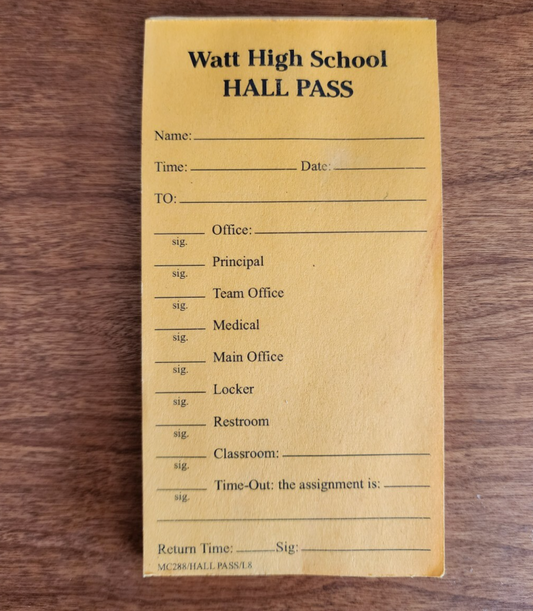 Watt High School
HALL PASS
Name:
Time: Date:
TO:
Office:
sig.
Principal
sig.
Team Office
sig.
Medical
sig.
Main Office
sig.
Locker
sig.
Restroom
sig.
Classroom:
sig.
Time-Out: the assignment is:
sig.
Return Time: Sig:
MC288/HALL PASS/L8